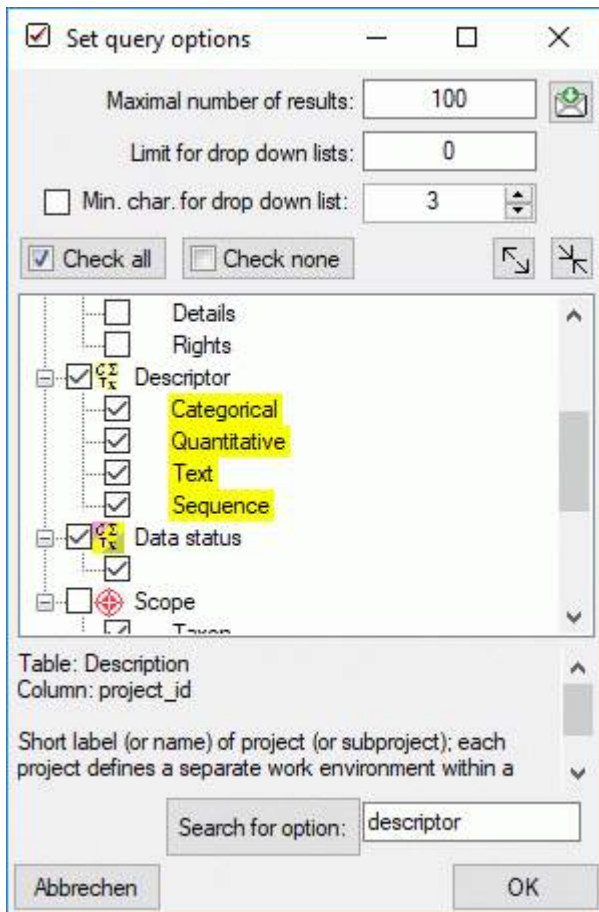 Set query options
Maximal number of results: 100
Limit for drop down lists: 0
Min. char. for drop down list: 3
Check all Check none
Details
Rights
Descriptor
Categorical
Quantitative
Text
Sequence
Data status
Scope
Taxon
Table: Description
Column: project_id
Short label (or name) of project (or subproject); each
project defines a separate work environment within a
Search for option: descriptor
Abbrechen OK